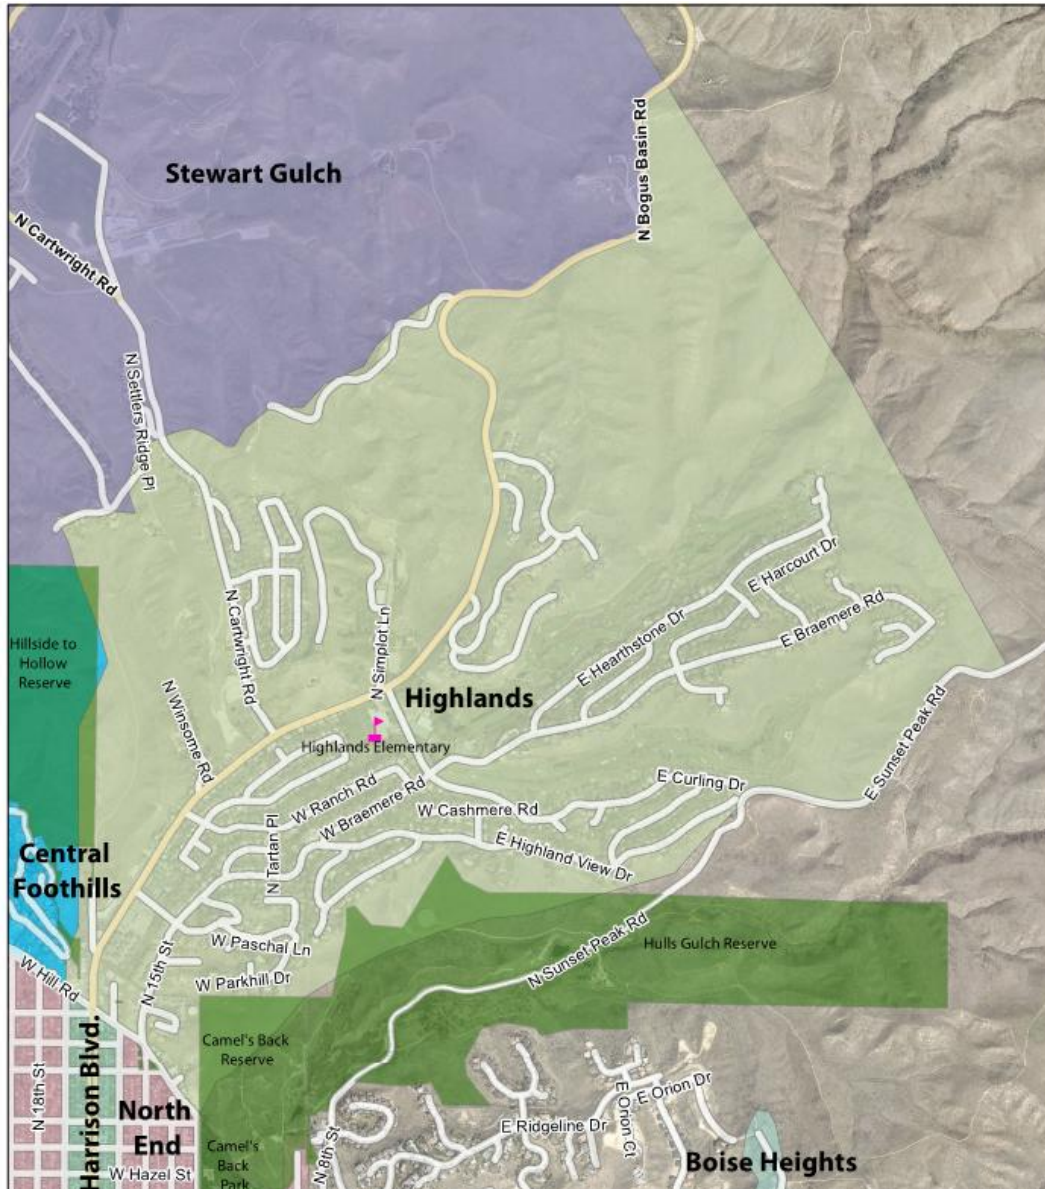 N Bogus Basin Rd
Stewart Gulch
N Cartwright Rd
N Settlers Ridge Pl
E Harcourt Dr
E Hearthstone Dr
E Braemere Rd
N Cartwright Rd
N Simplot Ln
Hillside to
Hollow
Reserve
N Winsome Rd
Highlands
E Sunset Peak Rd
Highlands Elementary
W Ranch Rd
W Braemere Rd
E Curling Dr
W Cashmere Rd
N Tartan Pl
E Highland View Dr
Central
Foothills
W Paschal Ln
Hulls Gulch Reserve
N 15th St
W Hill Rd
W Parkhill Dr
N Sunset Peak Rd
Camel's Back
Reserve
Harrison Blvd.
N 18th St
North
End
E Orion Dr
E Orion Ct
E Ridgeline Dr
N 8th St
Camel's
Back
Park
W Hazel St
Boise Heights